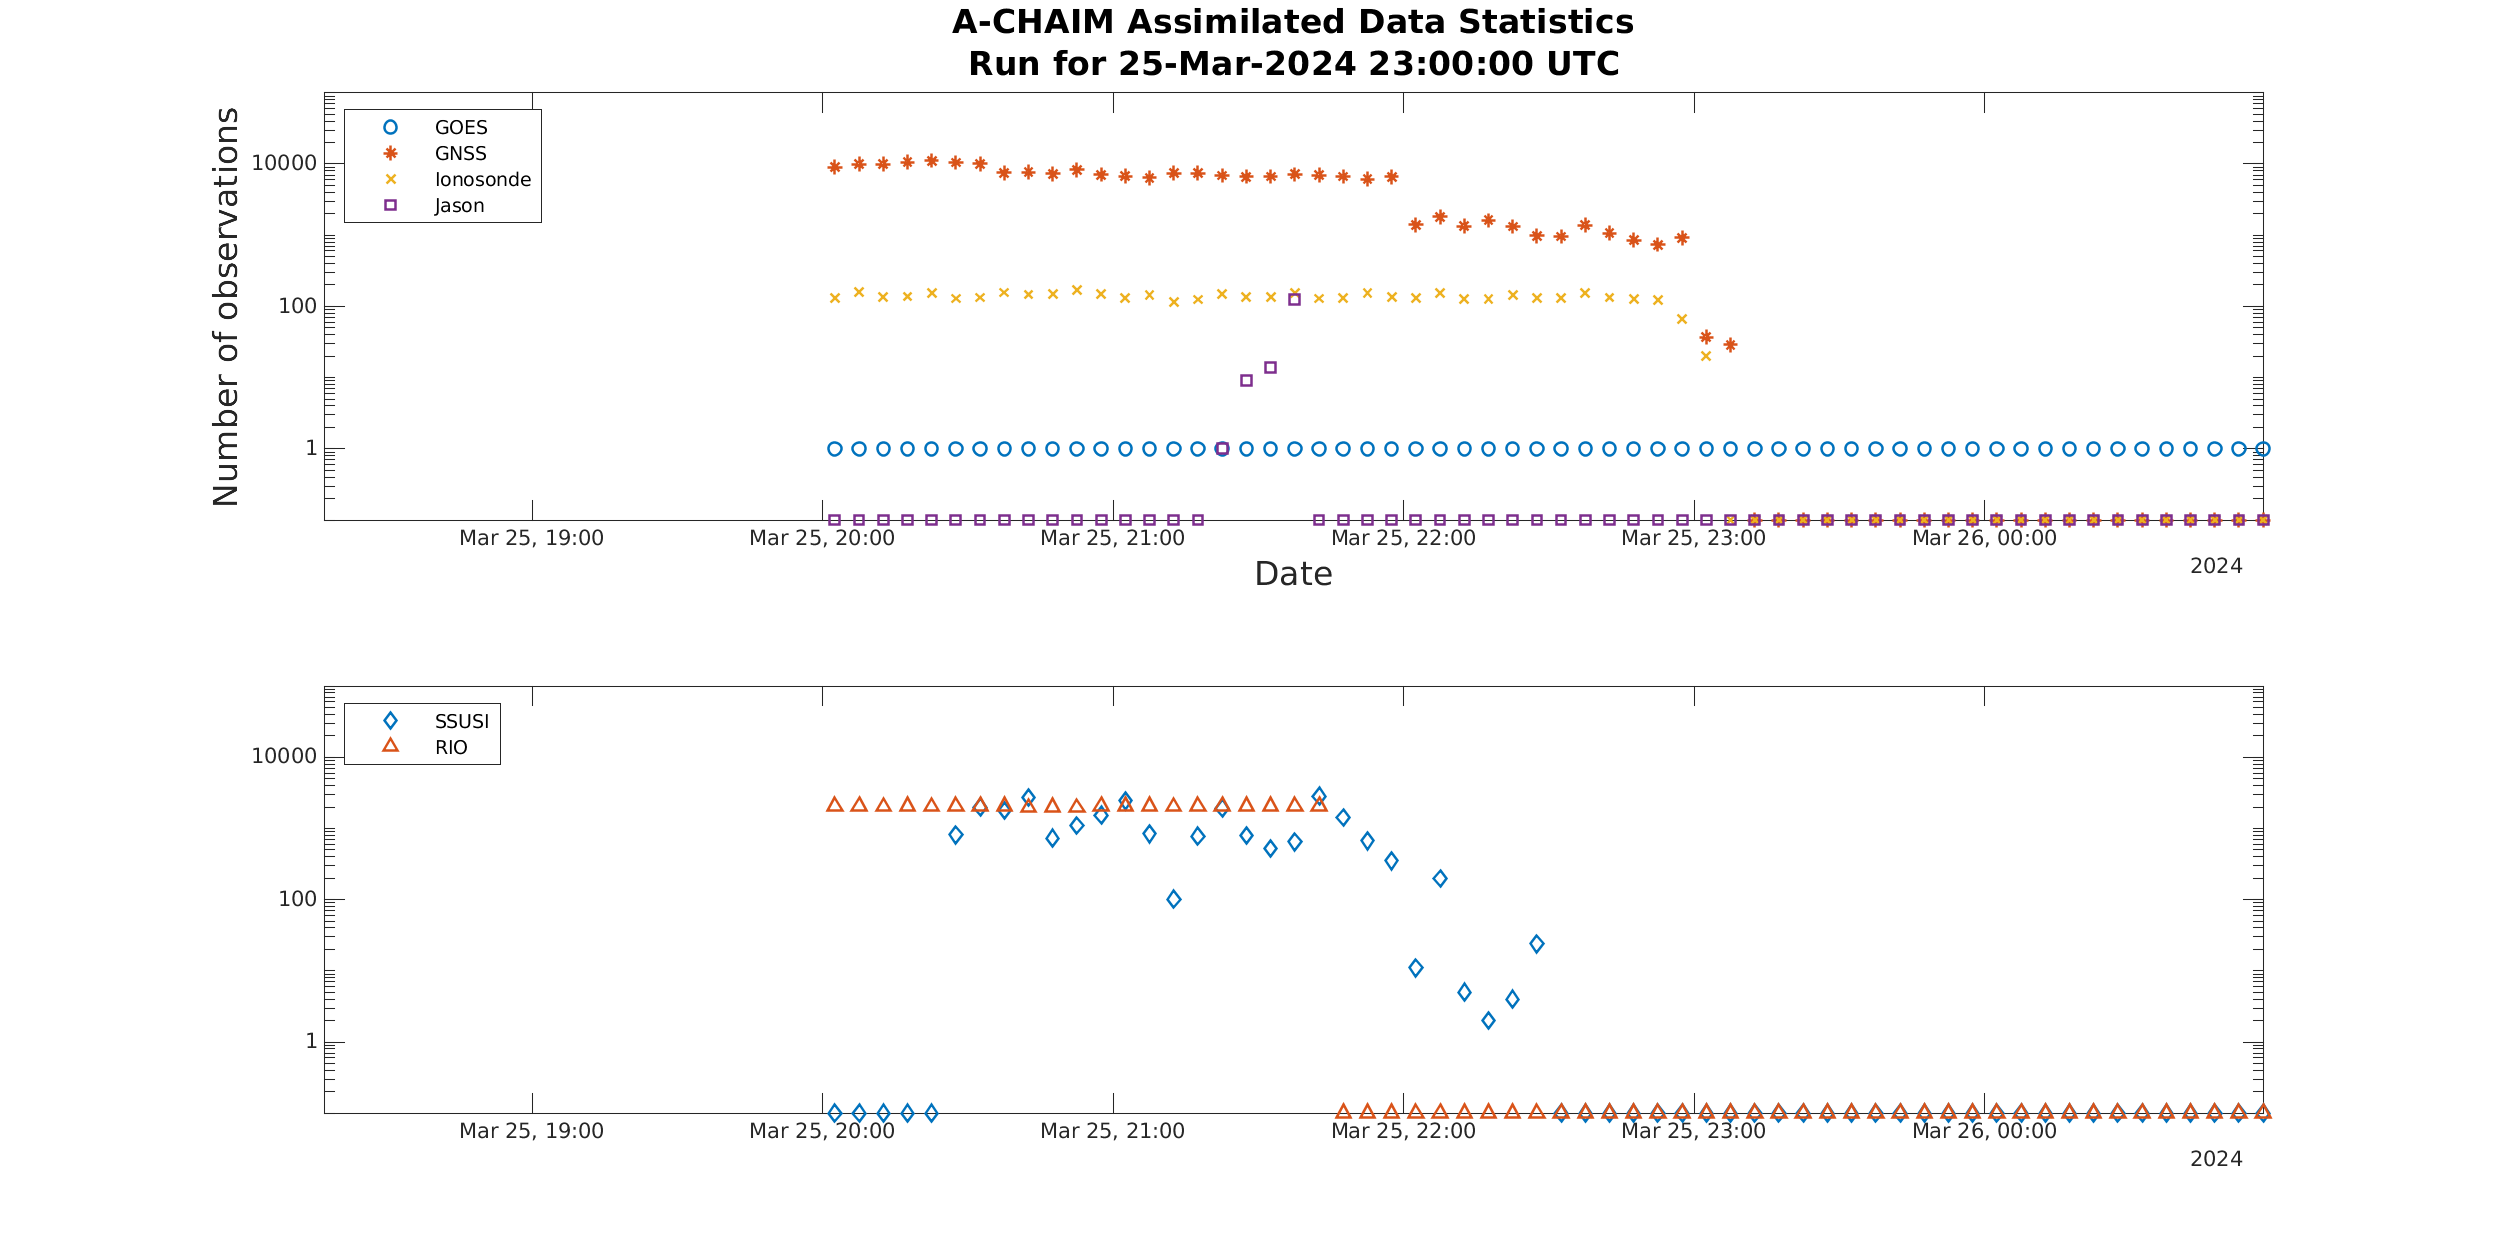 A-CHAIM Assimilated Data Statistics
Run for 25-Mar-2024 23:00:00 UTC
Number of observations
GOES
GNSS
Ionosonde
Jason
10000
100
1
Mar 25, 19:00 Mar 25, 20:00 Mar 25, 21:00 Mar 25, 22:00 Mar 25, 23:00 Mar 26, 00:00
2024
Date
SSUSI
RIO
10000
100
1
Mar 25, 19:00 Mar 25, 20:00 Mar 25, 21:00 Mar 25, 22:00 Mar 25, 23:00 Mar 26, 00:00
2024